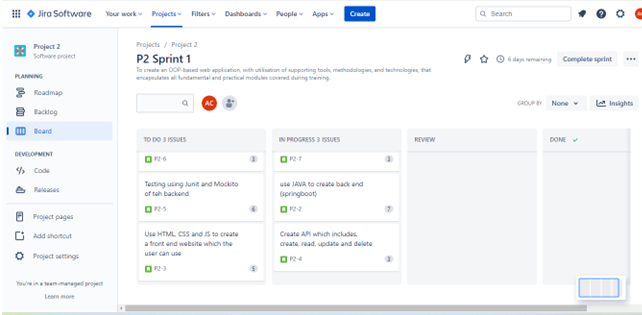 Jira Software
Your work
Projects
Filters
Dashboards
People
Apps
Create
Search
Project 2
Software project
PLANNING
Roadmap
Backlog
Board
DEVELOPMENT
Code
Releases
Project pages
Add shortcut
Project settings
You're in a team-managed project
Learn more
Projects / Project 2
P2 Sprint 1
To create an OOP-based web application, with utilisation of supporting tools, methodologies, and technologies, that
encapsulates all fundamental and practical modules covered during training.
6 days remaining
Complete sprint
AC
GROUP BY
None
Insights
TO DO 3 ISSUES
P2-6
Testing using Junit and Mockito
of teh backend
P2-5
Use HTML, CSS and JS to create
a front end website which the
user can use
P2-3
IN PROGRESS 3 ISSUES
P2-7
use JAVA to create back end
(springboot)
P2-2
7
Create API which includes,
create, read, update and delete
P2-4
REVIEW
DONE